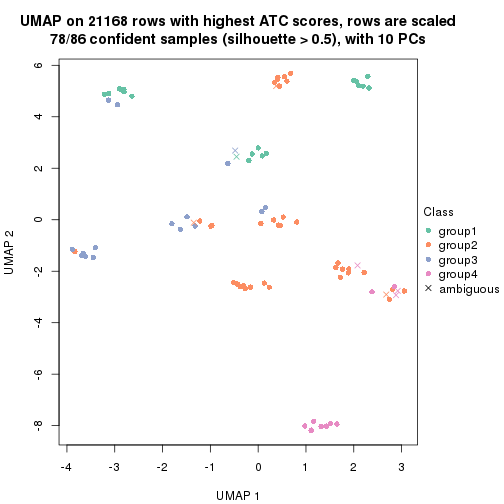 UMAP on 21168 rows with highest ATC scores, rows are scaled
78/86 confident samples (silhouette > 0.5), with 10 PCs
6
4
2
0
-2
-4
-6
-8
UMAP 2
-4 -3 -2 -1 0 1 2 3
UMAP 1
Class
group1
group2
group3
group4
ambiguous